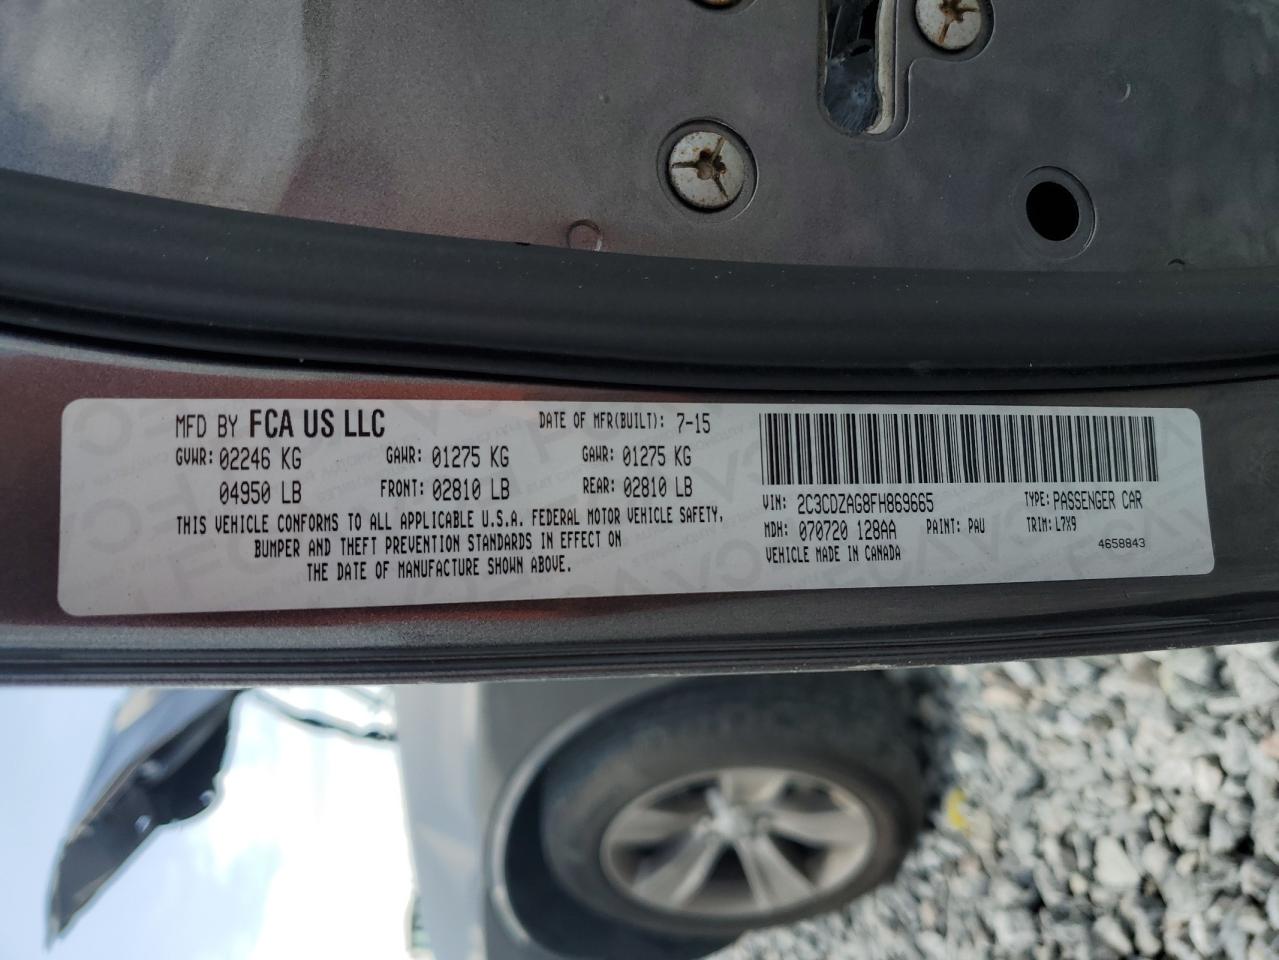 MFD BY FCA US LLC DATE OF MFR(BUILT): 7-15
GVWR: 02246 KG GAWR: 01275 KG GAWR: 01275 KG
04950 LB FRONT: 02810 LB REAR: 02810 LB
THIS VEHICLE CONFORMS TO ALL APPLICABLE U.S.A. FEDERAL MOTOR VEHICLE SAFETY,
BUMPER AND THEFT PREVENTION STANDARDS IN EFFECT ON
THE DATE OF MANUFACTURE SHOWN ABOVE.
VIN: 2C3CDZAG8FH869665 TYPE: PASSENGER CAR
MDH: 070720 128AA PAINT: PAU TRIM: L7X9
VEHICLE MADE IN CANADA 4658843